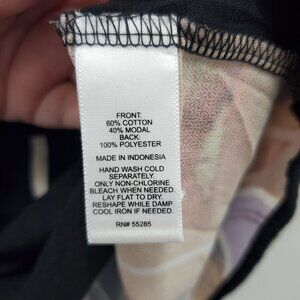 FRONT:
60% COTTON
40% MODAL
BACK:
100% POLYESTER
MADE IN INDONESIA
HAND WASH COLD
SEPARATELY.
ONLY NON-CHLORINE
BLEACH WHEN NEEDED.
LAY FLAT TO DRY.
RESHAPE WHILE DAMP.
COOL IRON IF NEEDED.
RN# 55285